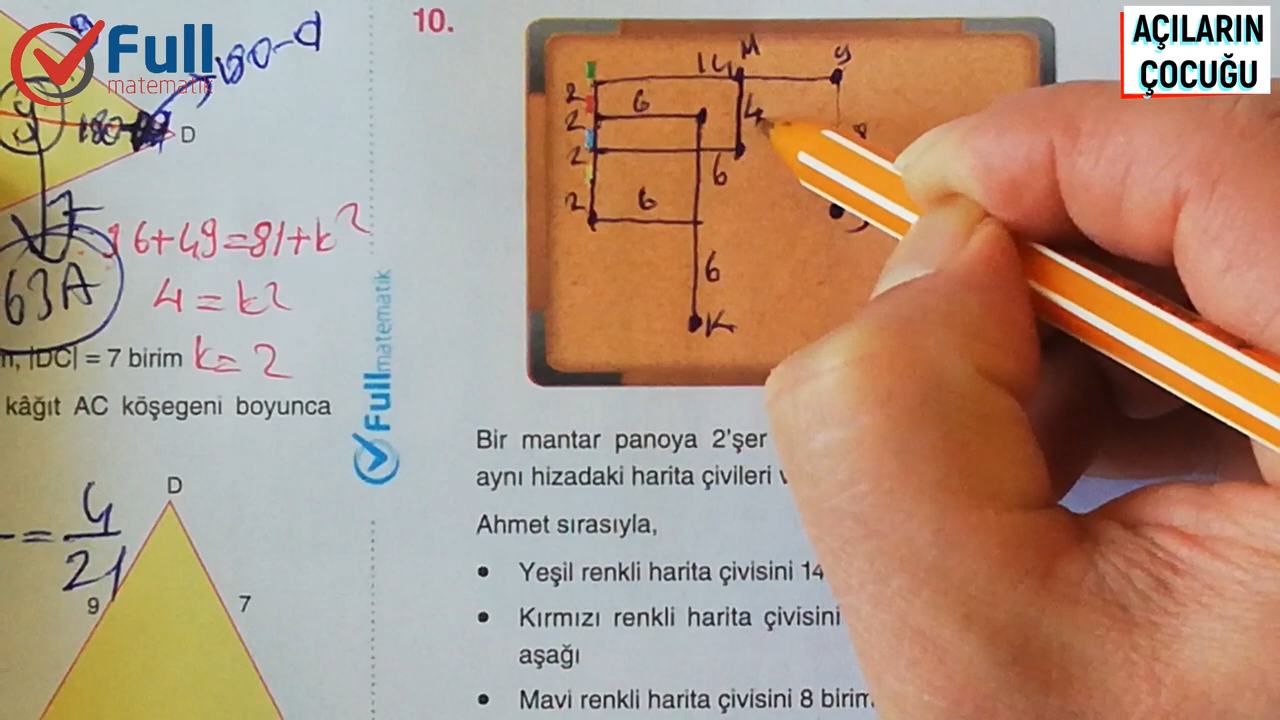 Full
matematik
180-α
D
16+49=81+k²
4=k²
k=2
63A
|DC| = 7 birim
kâğıt AC köşegeni boyunca
D
= 4/21
9
7
Full matematik
10.
14
M
y
2
2
2
2
6
4
6
6
6
K
Bir mantar panoya 2'şer
aynı hizadaki harita çivileri
Ahmet sırasıyla,
• Yeşil renkli harita çivisini 14
• Kırmızı renkli harita çivisini
aşağı
• Mavi renkli harita çivisini 8 birim
AÇILARIN
ÇOCUĞU